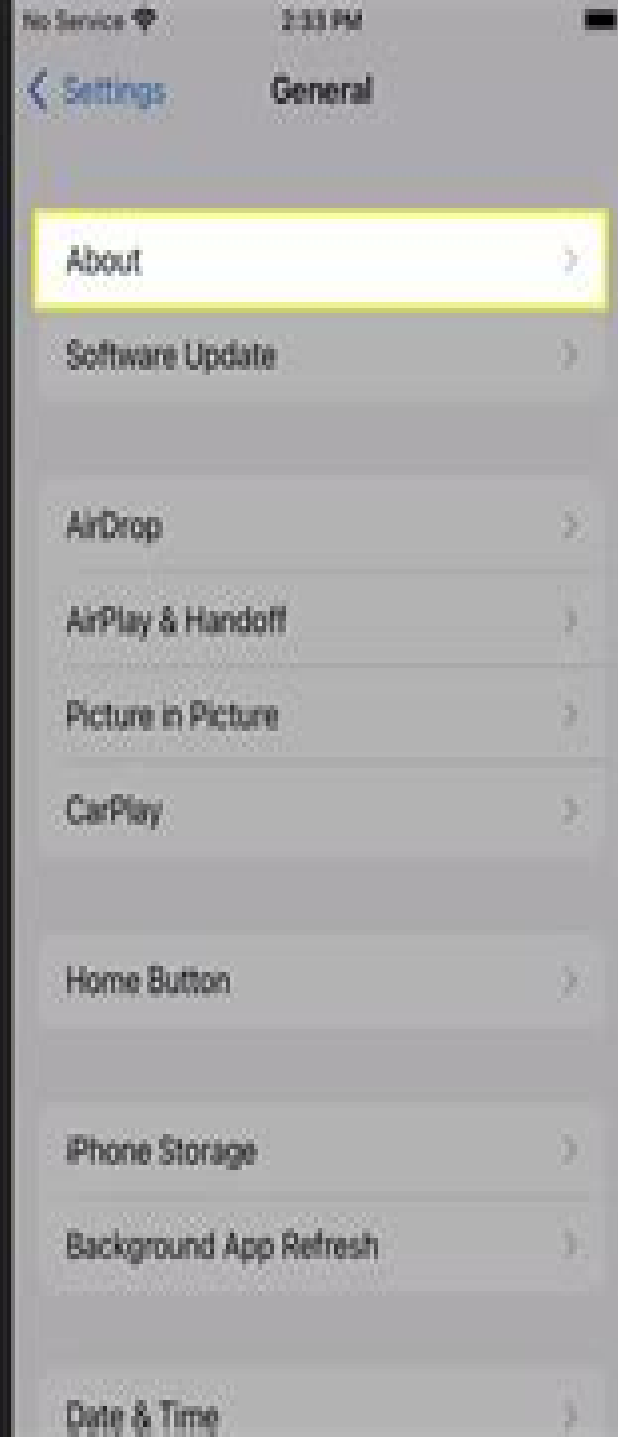 No Service 2:33 PM
Settings General
About
Software Update
AirDrop
AirPlay & Handoff
Picture in Picture
CarPlay
Home Button
iPhone Storage
Background App Refresh
Date & Time